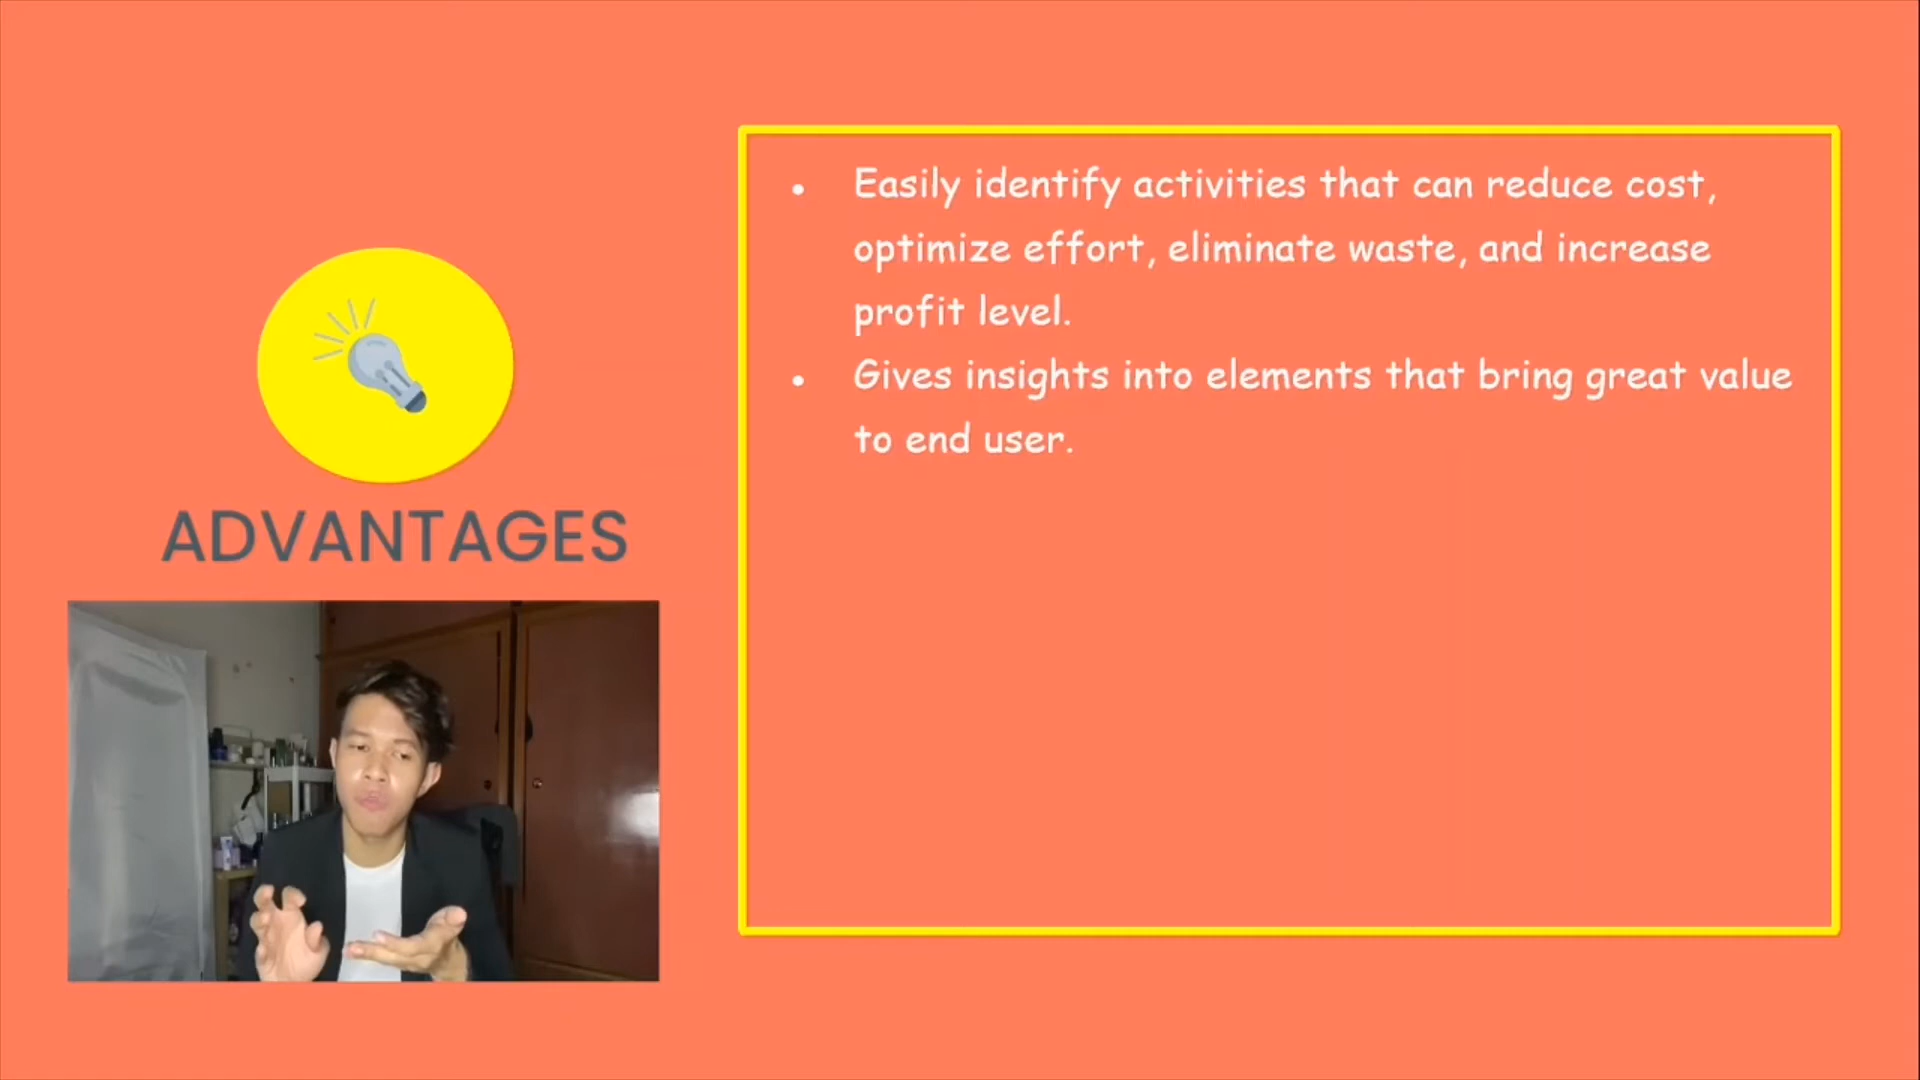 ADVANTAGES
• Easily identify activities that can reduce cost,
optimize effort, eliminate waste, and increase
profit level.
• Gives insights into elements that bring great value
to end user.